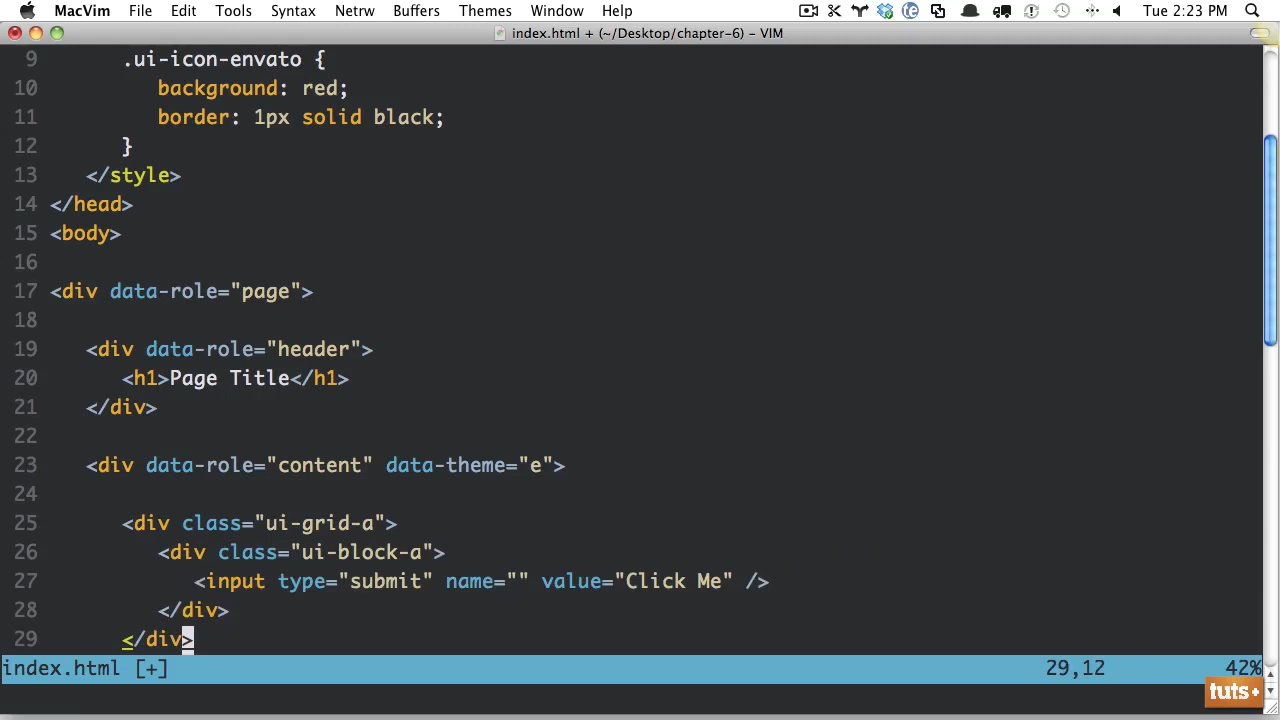 MacVim File Edit Tools Syntax Netrw Buffers Themes Window Help Tue 2:23 PM
index.html + (~/Desktop/chapter-6) – VIM
9 .ui-icon-envato {
10 background: red;
11 border: 1px solid black;
12 }
13 </style>
14 </head>
15 <body>
16
17 <div data-role="page">
18
19 <div data-role="header">
20 <h1>Page Title</h1>
21 </div>
22
23 <div data-role="content" data-theme="e">
24
25 <div class="ui-grid-a">
26 <div class="ui-block-a">
27 <input type="submit" name="" value="Click Me" />
28 </div>
29 </div>
index.html [+] 29,12 42%
tuts+